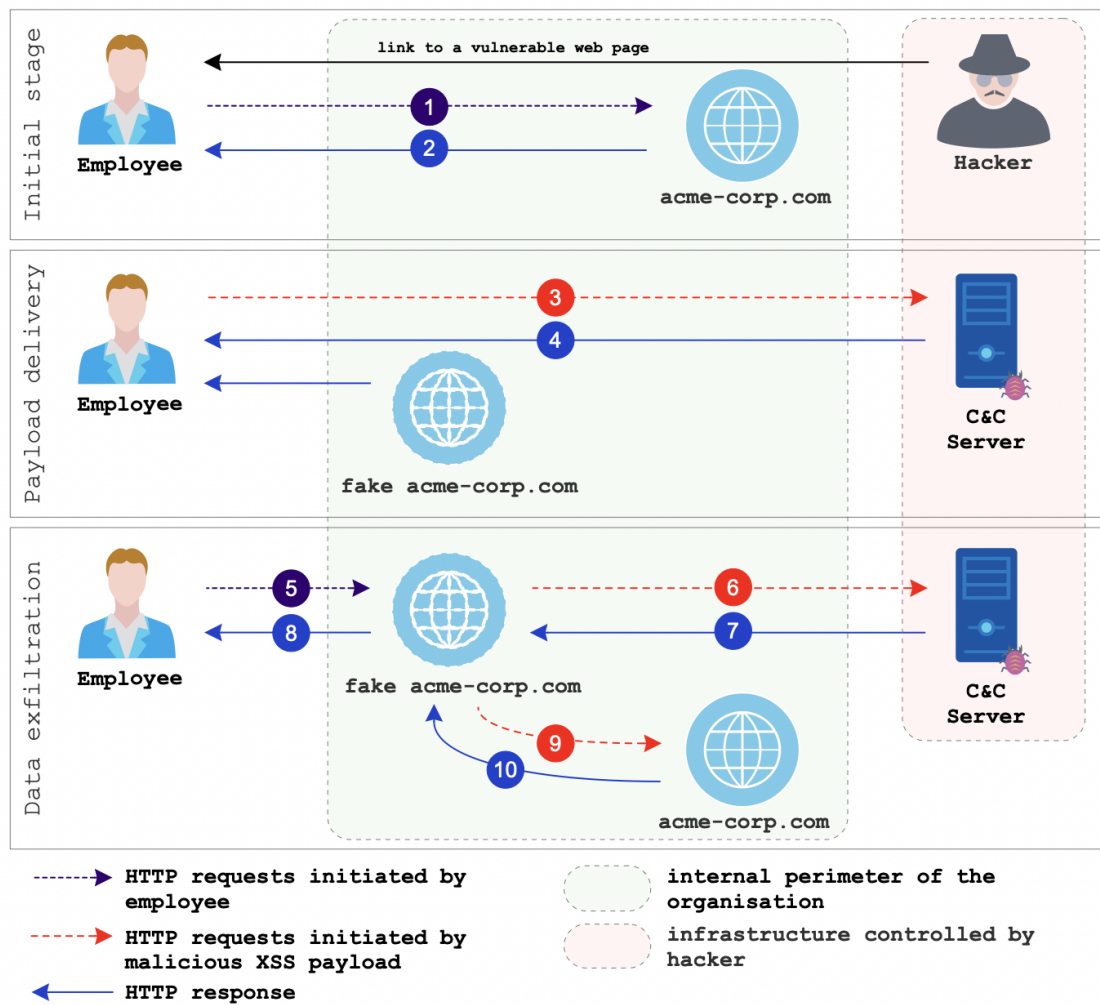 Initial stage
link to a vulnerable web page
1
2
Employee
acme-corp.com
Hacker
Payload delivery
3
4
Employee
fake acme-corp.com
C&C
Server
Data exfiltration
5
6
8
7
Employee
fake acme-corp.com
C&C
Server
9
10
acme-corp.com
HTTP requests initiated by
employee
HTTP requests initiated by
malicious XSS payload
HTTP response
internal perimeter of the
organisation
infrastructure controlled by
hacker